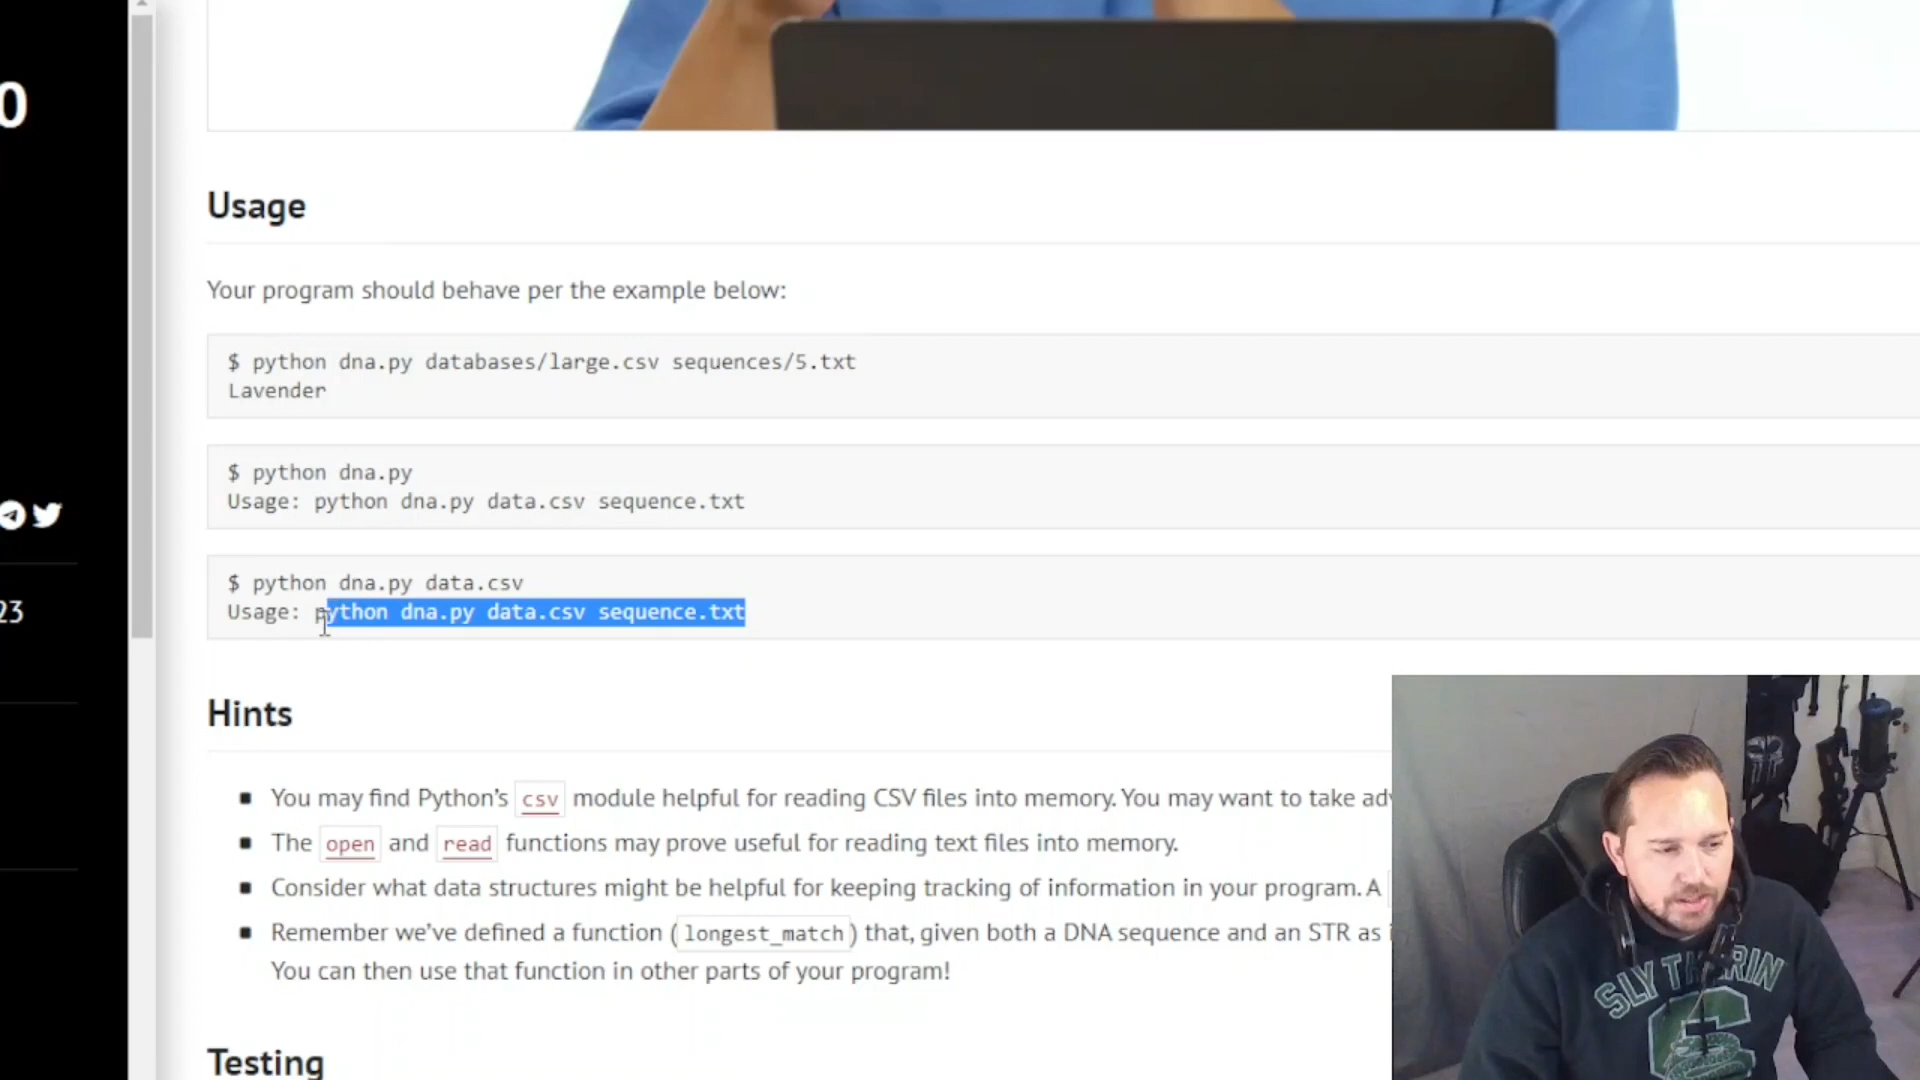 0
23
Usage
Your program should behave per the example below:
$ python dna.py databases/large.csv sequences/5.txt
Lavender
$ python dna.py
Usage: python dna.py data.csv sequence.txt
$ python dna.py data.csv
Usage: python dna.py data.csv sequence.txt
Hints
You may find Python’s csv module helpful for reading CSV files into memory. You may want to take adv
The open and read functions may prove useful for reading text files into memory.
Consider what data structures might be helpful for keeping tracking of information in your program. A
Remember we’ve defined a function (longest_match) that, given both a DNA sequence and an STR as i
You can then use that function in other parts of your program!
Testing
SLYTHERIN